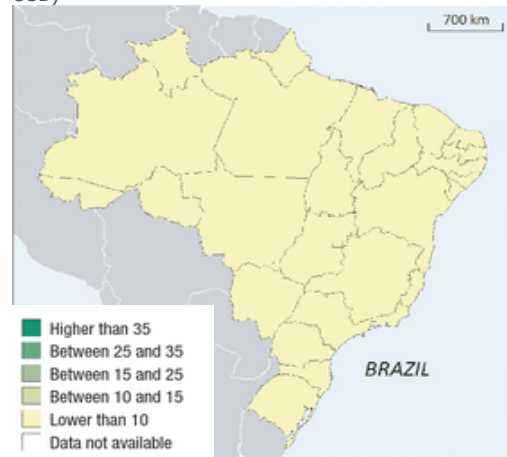 700 km
BRAZIL
Higher than 35
Between 25 and 35
Between 15 and 25
Between 10 and 15
Lower than 10
Data not available